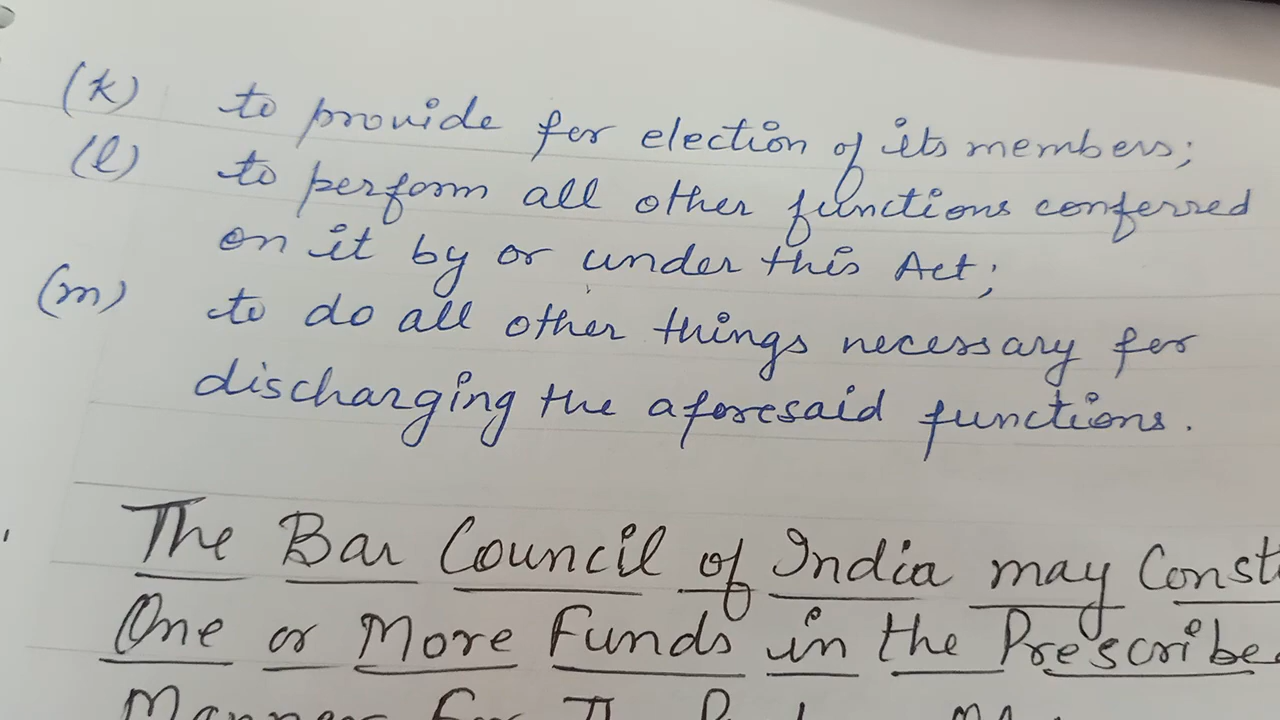 (k) to provide for election of its members;
(l) to perform all other functions conferred
on it by or under this Act;
(m) to do all other things necessary for
discharging the aforesaid functions.
The Bar Council of India may Const
One or More Funds in the Prescribe